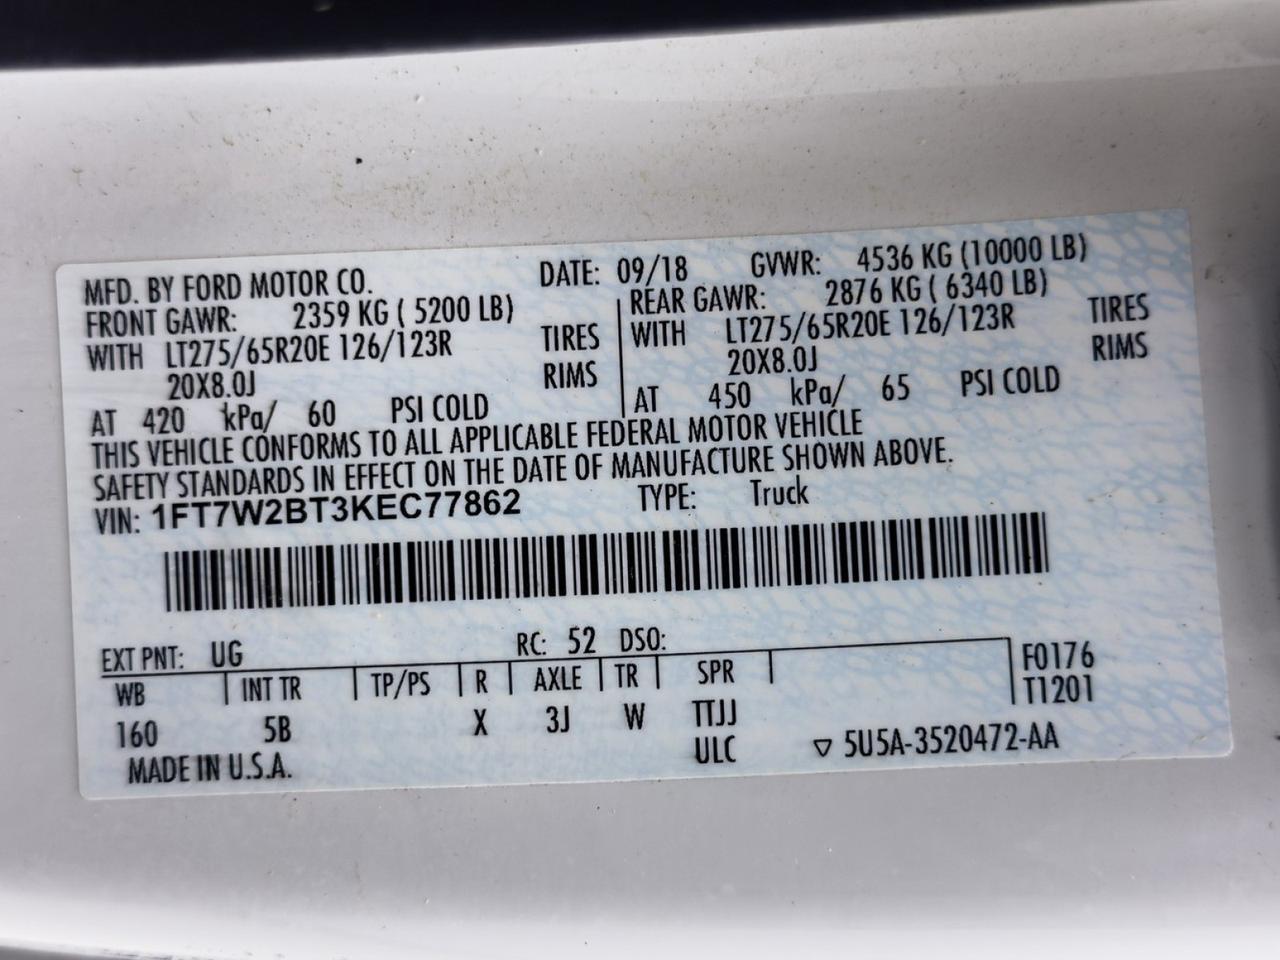 MFD. BY FORD MOTOR CO. DATE: 09/18 GVWR: 4536 KG (10000 LB)
FRONT GAWR: 2359 KG ( 5200 LB) REAR GAWR: 2876 KG ( 6340 LB)
WITH LT275/65R20E 126/123R TIRES WITH LT275/65R20E 126/123R TIRES
20X8.0J RIMS 20X8.0J RIMS
AT 420 kPa/ 60 PSI COLD AT 450 kPa/ 65 PSI COLD
THIS VEHICLE CONFORMS TO ALL APPLICABLE FEDERAL MOTOR VEHICLE
SAFETY STANDARDS IN EFFECT ON THE DATE OF MANUFACTURE SHOWN ABOVE.
VIN: 1FT7W2BT3KEC77862 TYPE: Truck
EXT PNT: UG RC: 52 DSO:
WB INT TR TP/PS R AXLE TR SPR F0176
T1201
160 5B X 3J W TTJJ
MADE IN U.S.A. ULC ▽ 5U5A-3520472-AA